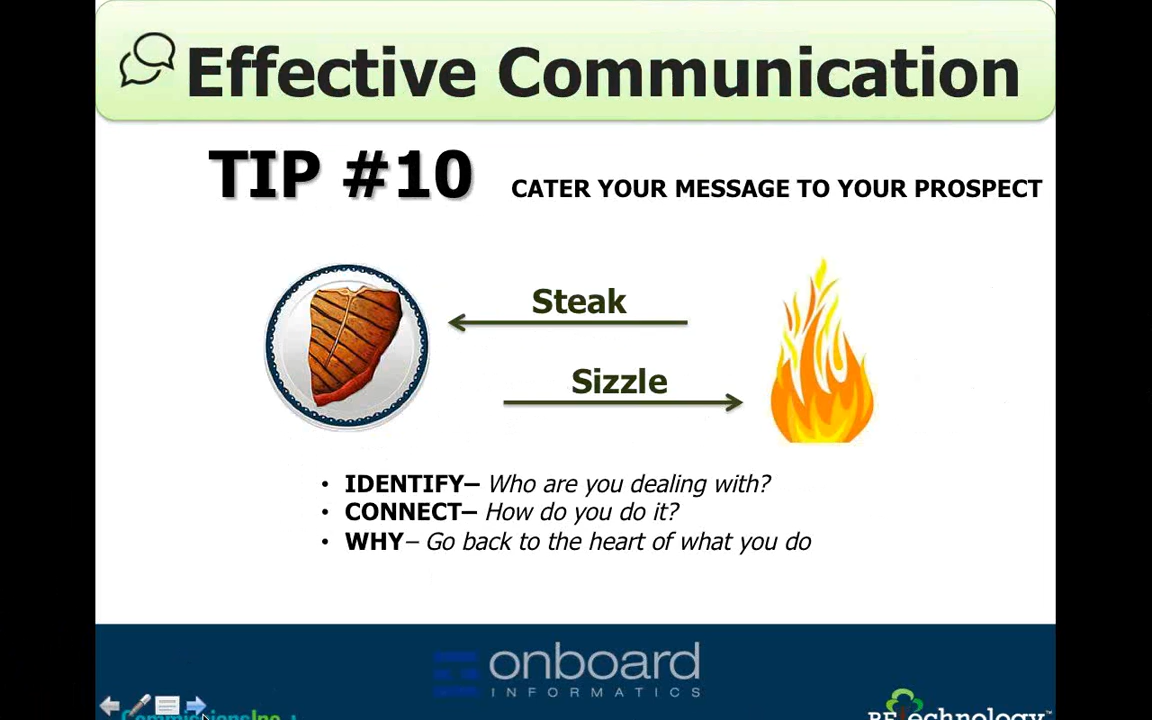 Effective Communication
TIP #10 CATER YOUR MESSAGE TO YOUR PROSPECT
Steak
Sizzle
• IDENTIFY– Who are you dealing with?
• CONNECT– How do you do it?
• WHY– Go back to the heart of what you do
onboard
INFORMATICS